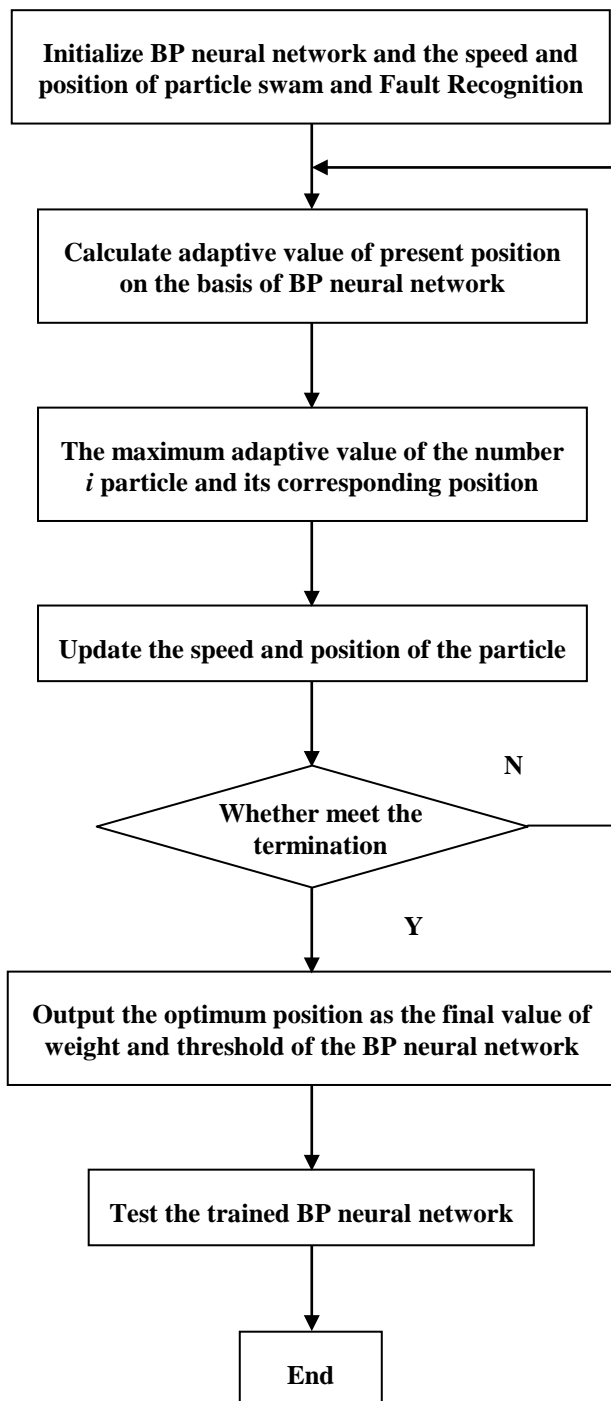 Initialize BP neural network and the speed and
position of particle swam and Fault Recognition
Calculate adaptive value of present position
on the basis of BP neural network
The maximum adaptive value of the number
i particle and its corresponding position
Update the speed and position of the particle
N
Whether meet the
termination
Y
Output the optimum position as the final value of
weight and threshold of the BP neural network
Test the trained BP neural network
End